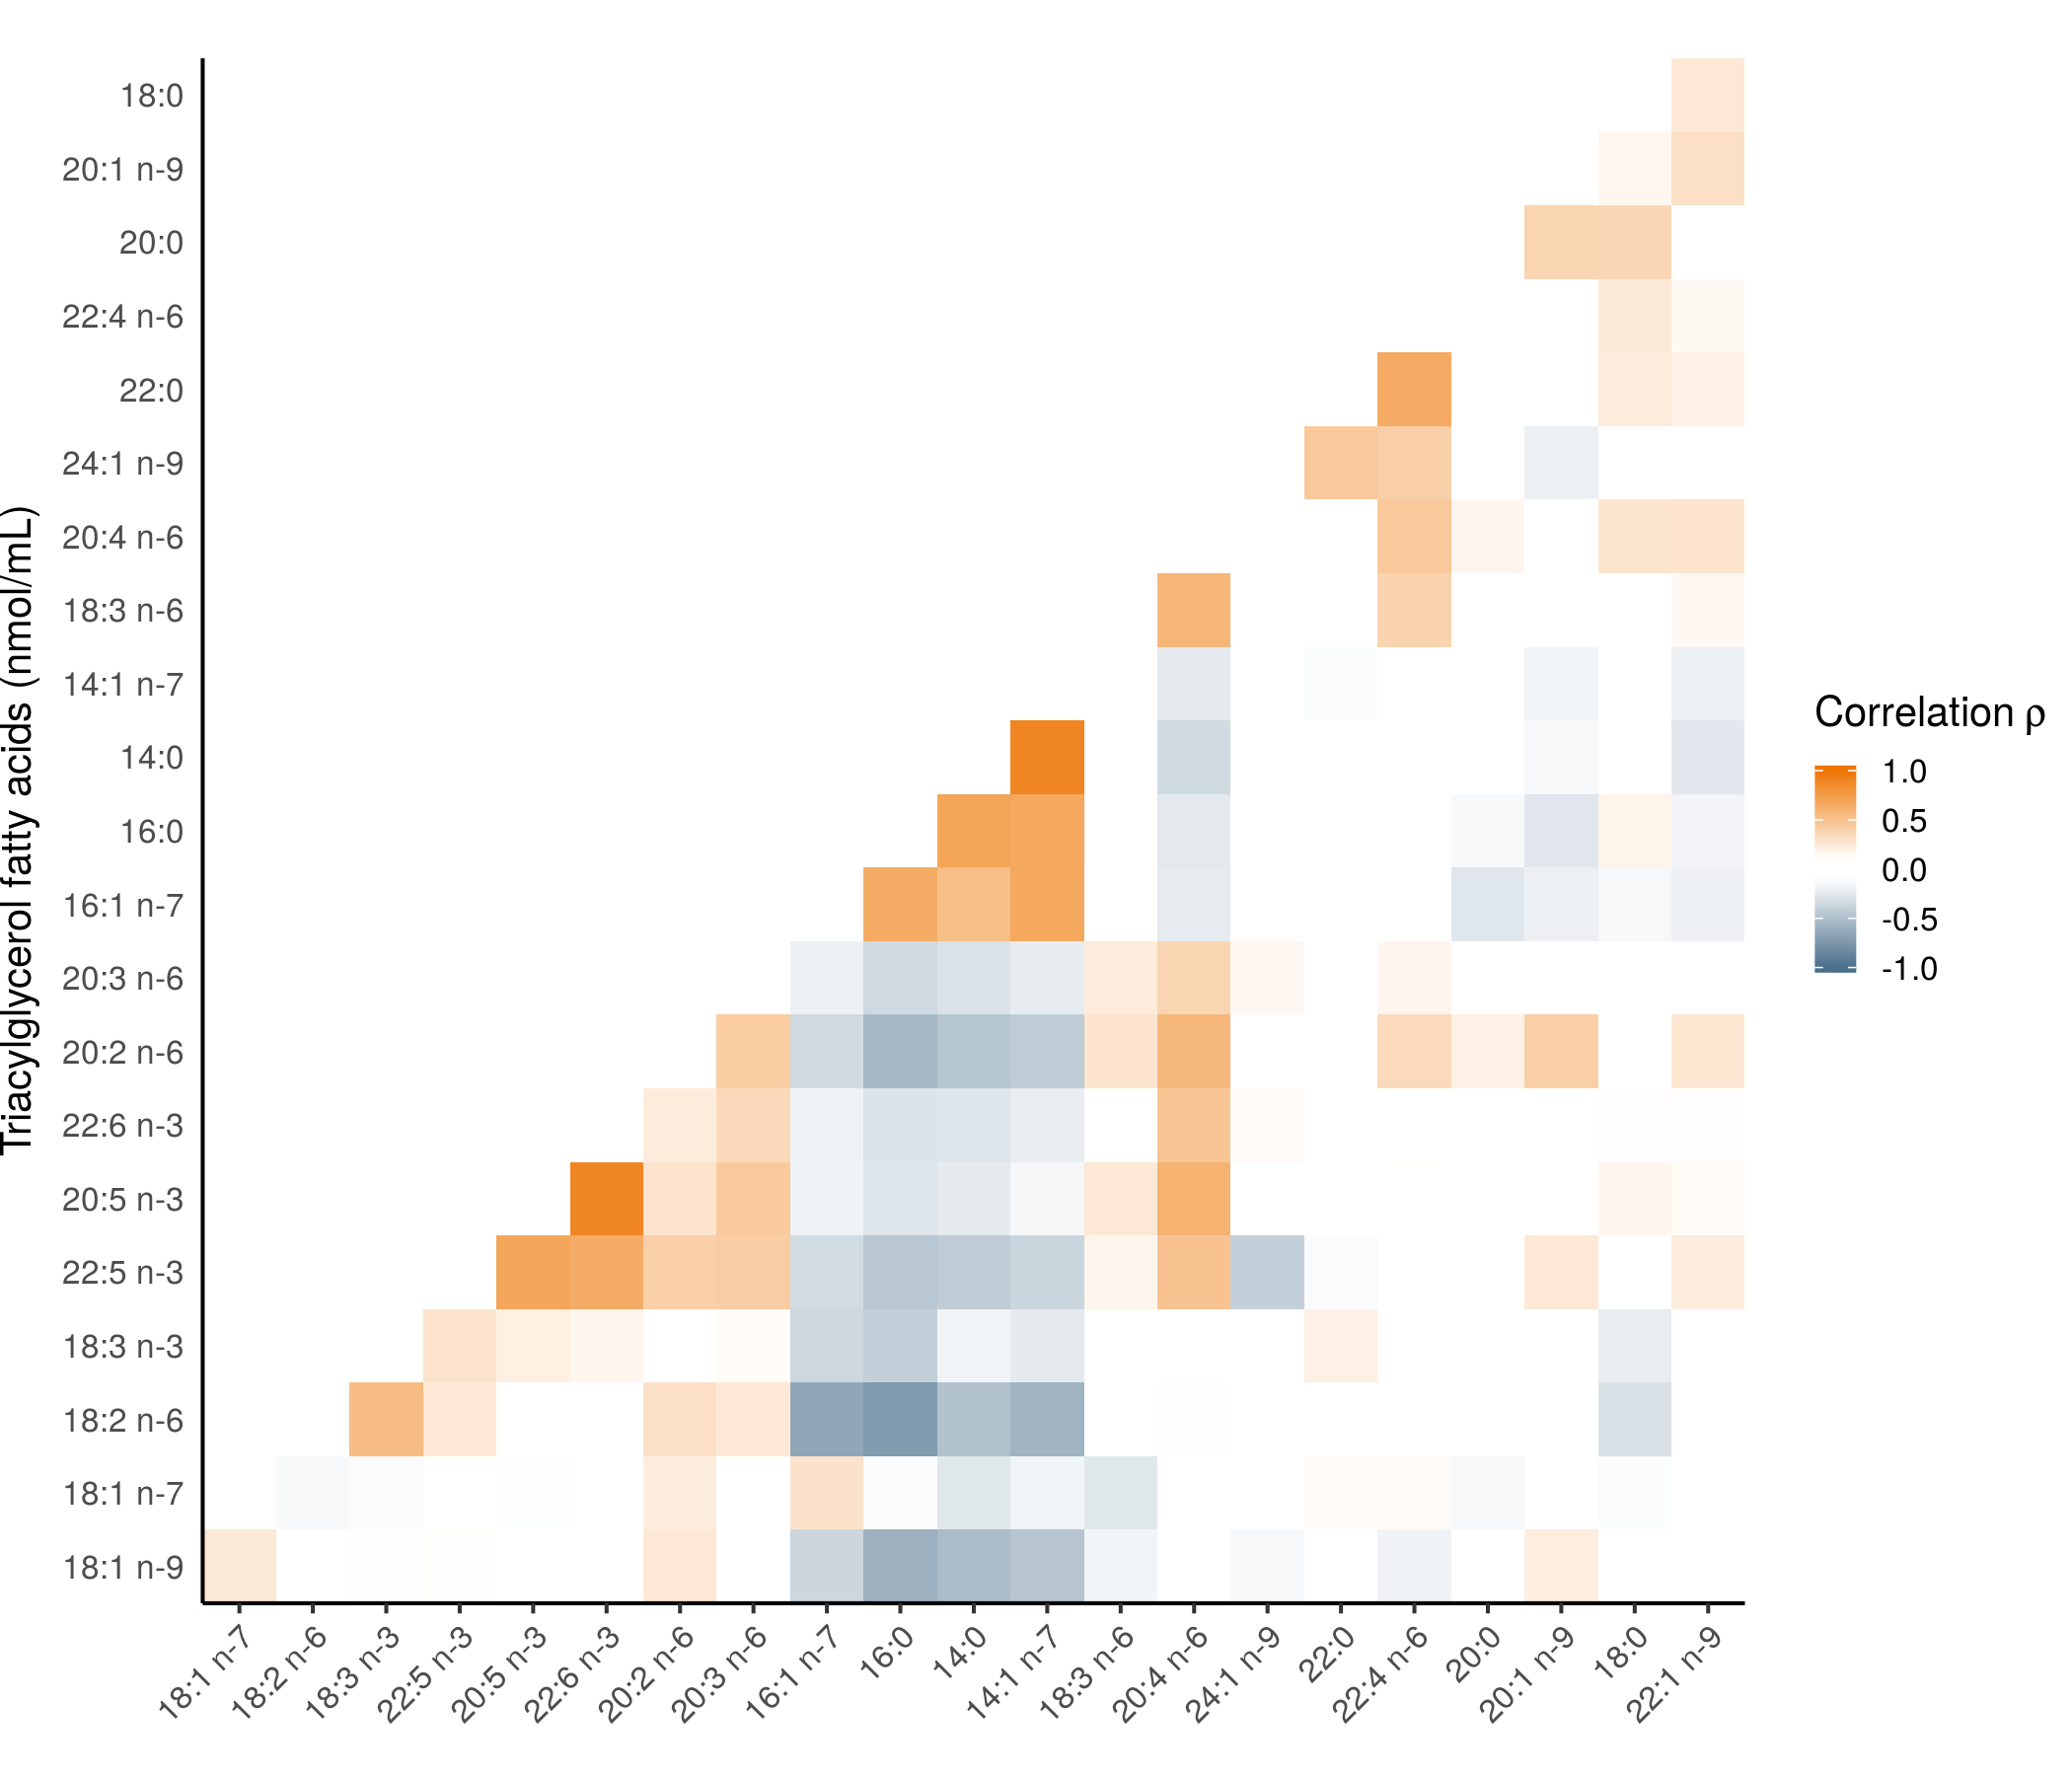 Triacylglycerol fatty acids (nmol/mL)
18:0
20:1 n-9
20:0
22:4 n-6
22:0
24:1 n-9
20:4 n-6
18:3 n-6
14:1 n-7
14:0
16:0
16:1 n-7
20:3 n-6
20:2 n-6
22:6 n-3
20:5 n-3
22:5 n-3
18:3 n-3
18:2 n-6
18:1 n-7
18:1 n-9
18:1 n-7
18:2 n-6
18:3 n-3
22:5 n-3
20:5 n-3
22:6 n-3
20:2 n-6
20:3 n-6
16:1 n-7
16:0
14:0
14:1 n-7
18:3 n-6
20:4 n-6
24:1 n-9
22:0
22:4 n-6
20:0
20:1 n-9
18:0
22:1 n-9
Correlation ρ
1.0
0.5
0.0
-0.5
-1.0